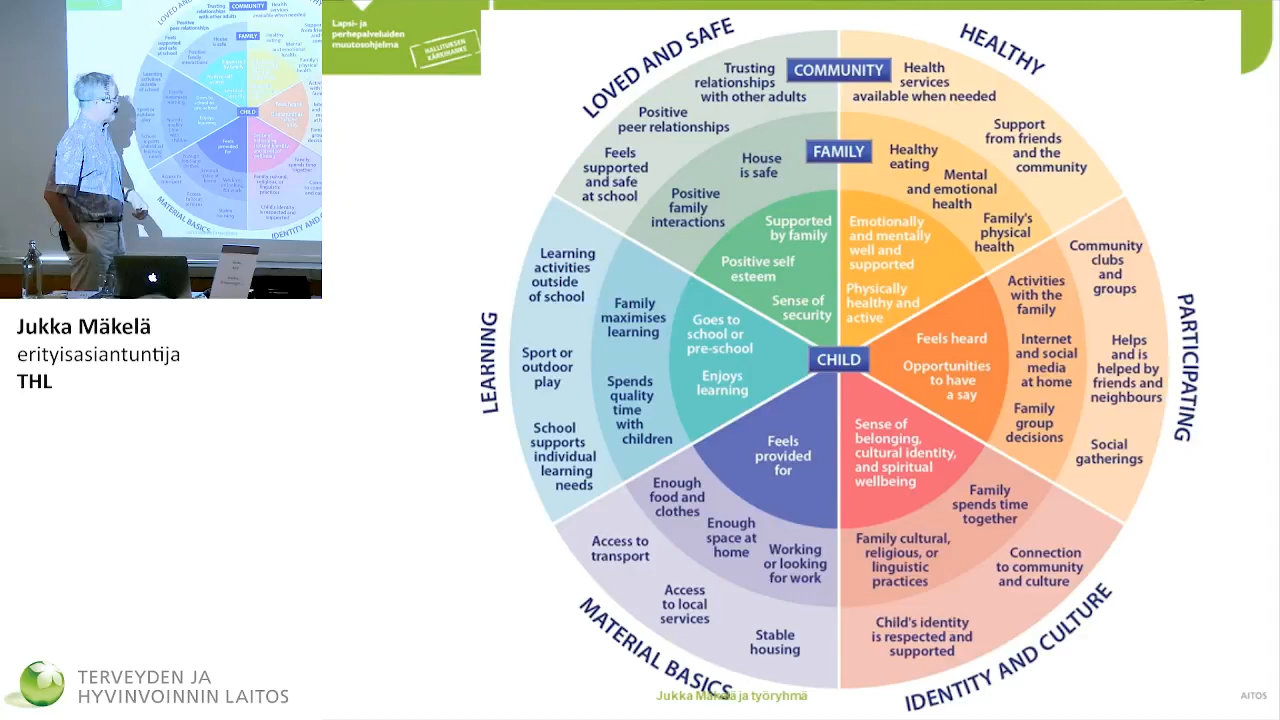 Lapsi- ja
perhepalveluiden
muutosohjelma
HALLITUKSEN
KÄRKIHANKE
LOVED AND SAFE
HEALTHY
COMMUNITY
Trusting
relationships
with other adults
Positive
peer relationships
Feels
supported
and safe
at school
Health
services
available when needed
Support
from friends
and the
community
FAMILY
House
is safe
Positive
family
interactions
Healthy
eating
Mental
and emotional
health
Family's
physical
health
Supported
by family
Positive self
esteem
Sense of
security
Emotionally
and mentally
well and
supported
Physically
healthy and
active
CHILD
LEARNING
Learning
activities
outside
of school
Sport or
outdoor
play
School
supports
individual
learning
needs
Family
maximises
learning
Spends
quality
time
with
children
Goes to
school or
pre-school
Enjoys
learning
PARTICIPATING
Feels heard
Opportunities
to have
a say
Activities
with the
family
Internet
and social
media
at home
Family
group
decisions
Community
clubs
and
groups
Helps
and is
helped by
friends and
neighbours
Social
gatherings
MATERIAL BASICS
Feels
provided
for
Enough
food and
clothes
Enough
space at
home
Working
or looking
for work
Access to
transport
Access
to local
services
Stable
housing
IDENTITY AND CULTURE
Sense of
belonging,
cultural identity,
and spiritual
wellbeing
Family
spends time
together
Family cultural,
religious, or
linguistic
practices
Connection
to community
and culture
Child's identity
is respected and
supported
Jukka Mäkelä ja työryhmä
AITOS
Jukka Mäkelä
erityisasiantuntija
THL
TERVEYDEN JA
HYVINVOINNIN LAITOS